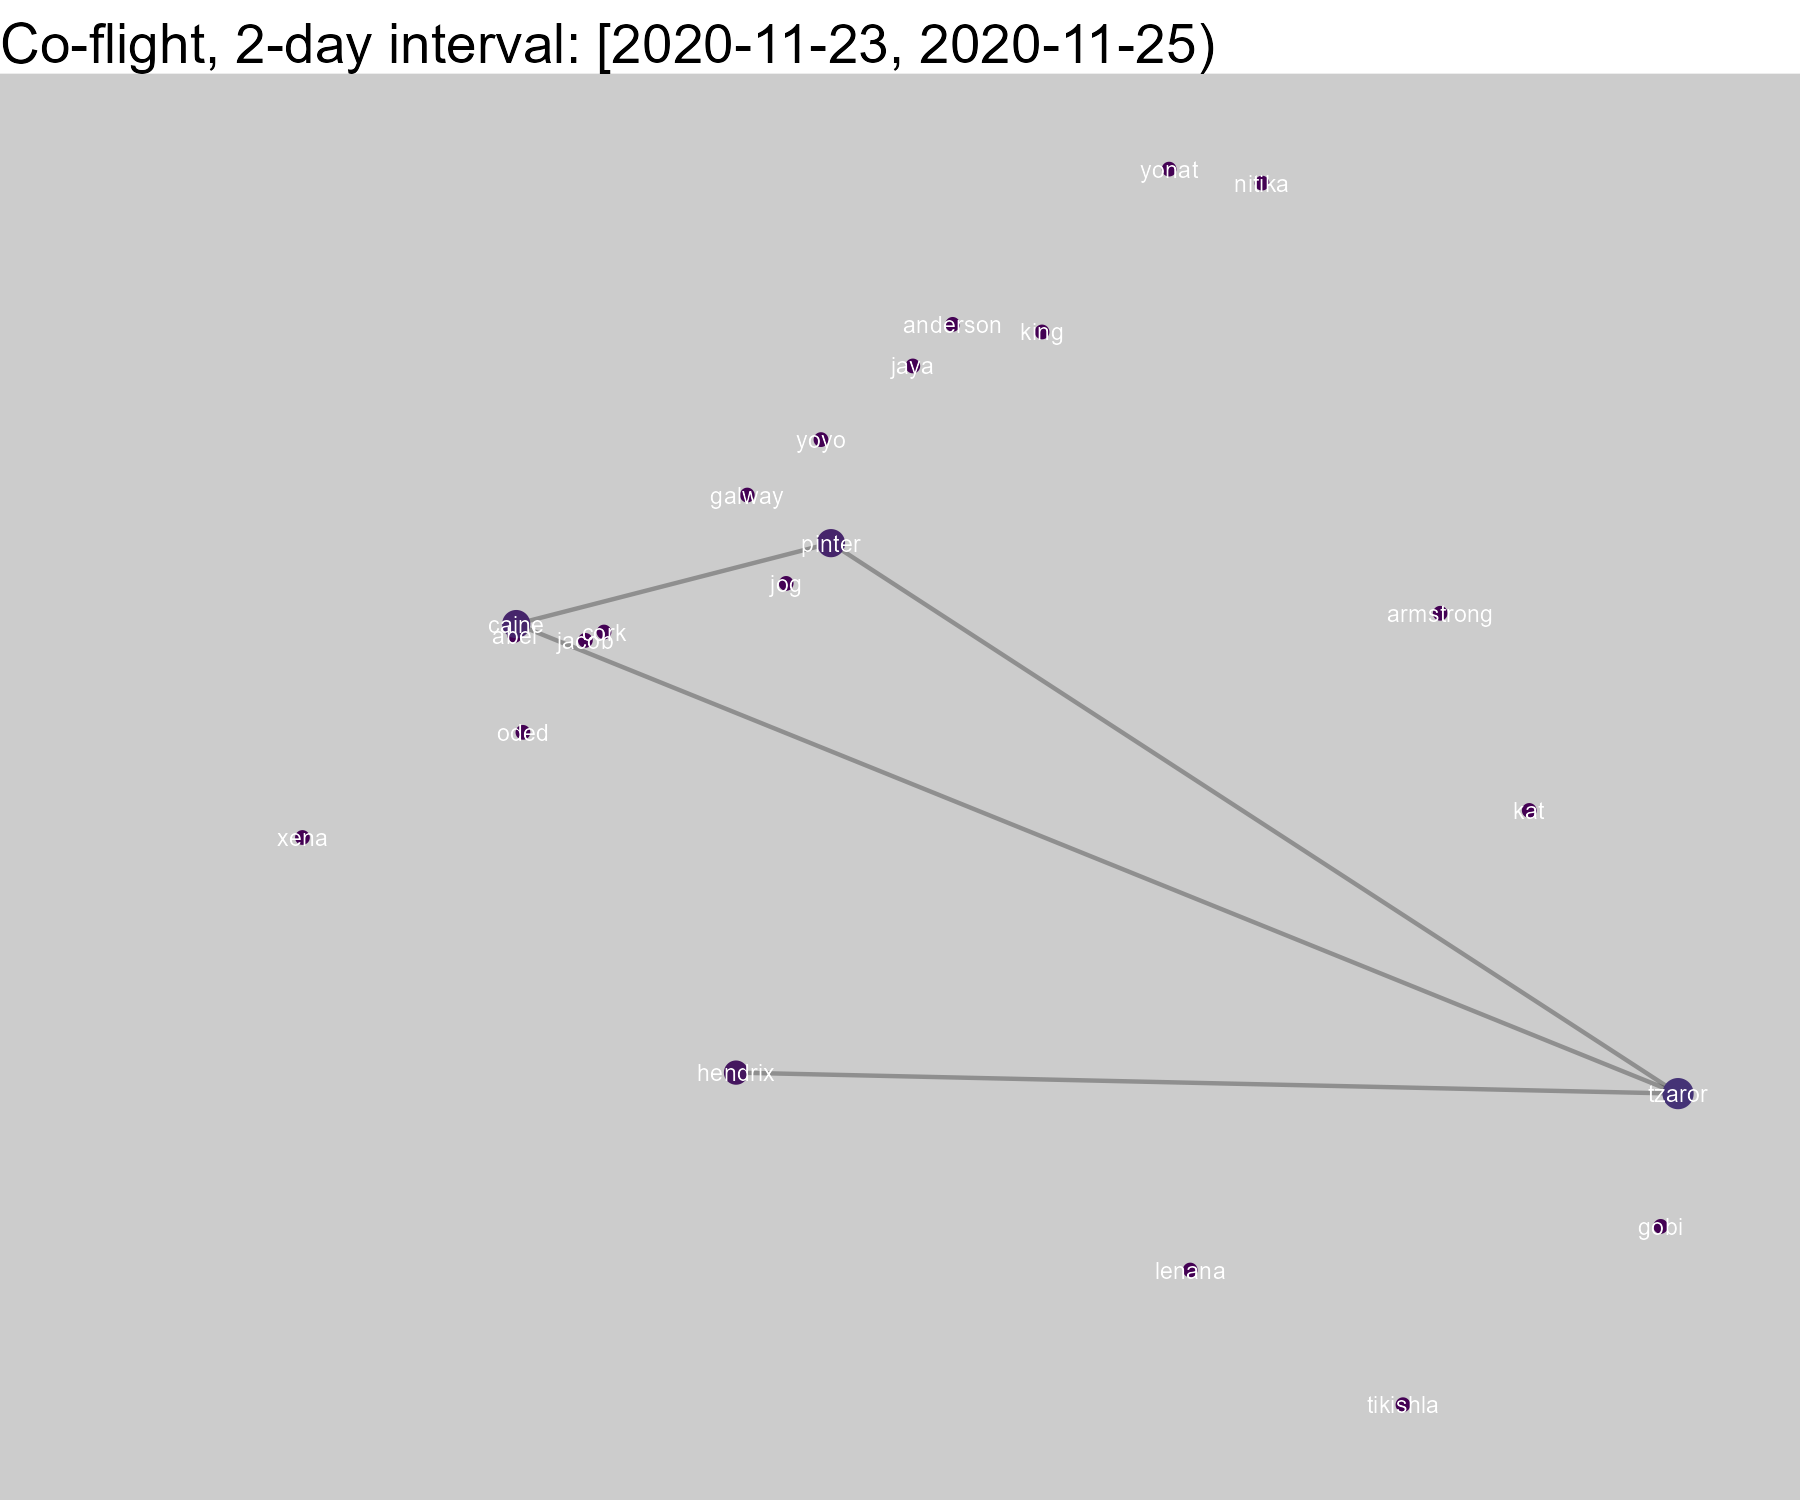 Co-flight, 2-day interval: [2020-11-23, 2020-11-25)
yonat
nitika
anderson
king
jaya
yoyo
galway
pinter
jog
armstrong
caine
abel
cork
jacob
oded
kat
xena
hendrix
tzaror
gobi
lenana
tikishla